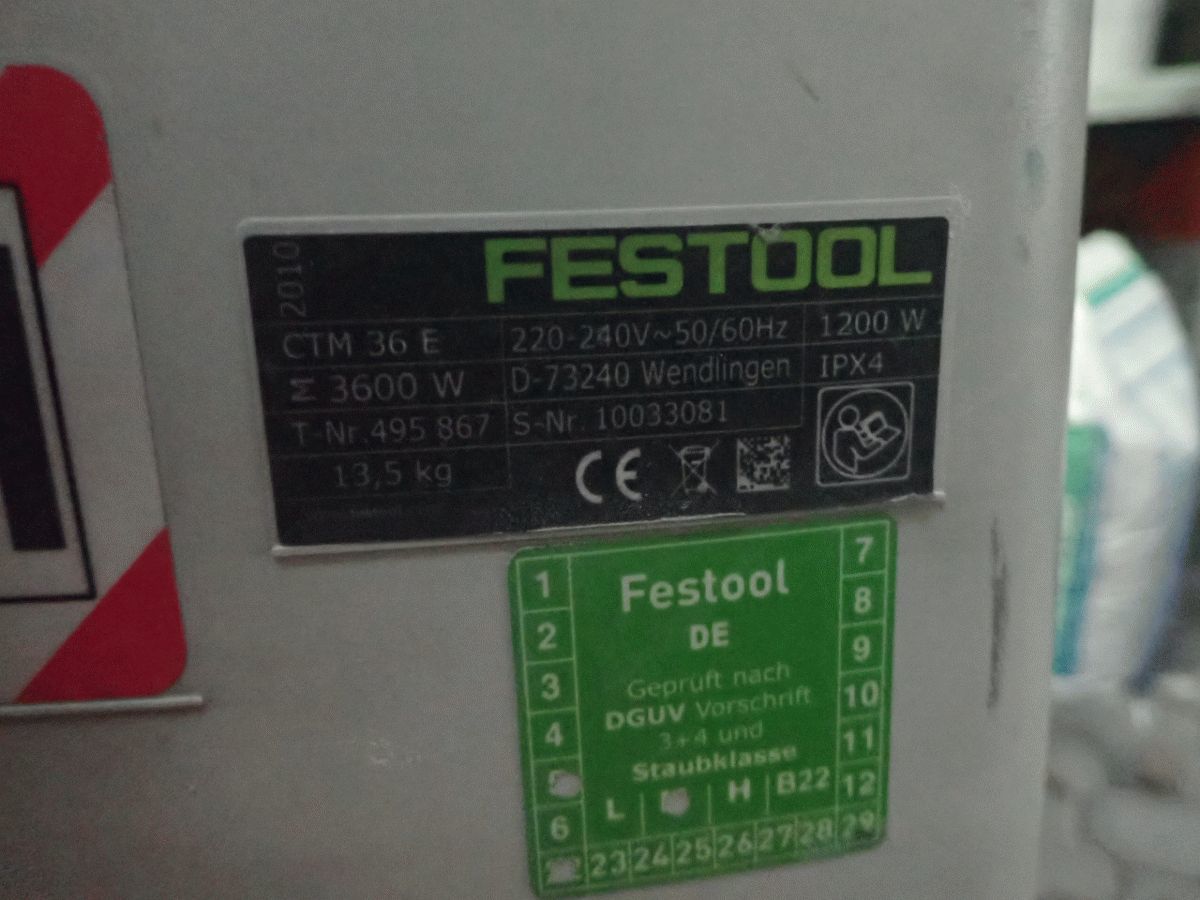 2010
FESTOOL
CTM 36 E
220-240V~50/60Hz
1200 W
Σ 3600 W
D-73240 Wendlingen
IPX4
T-Nr.495 867
S-Nr. 10033081
13,5 kg
CE
Festool
DE
Geprüft nach
DGUV Vorschrift
3+4 und
Staubklasse
L H B22
1
2
3
4
5
6
7
8
9
10
11
12
23 24 25 26 27 28 29